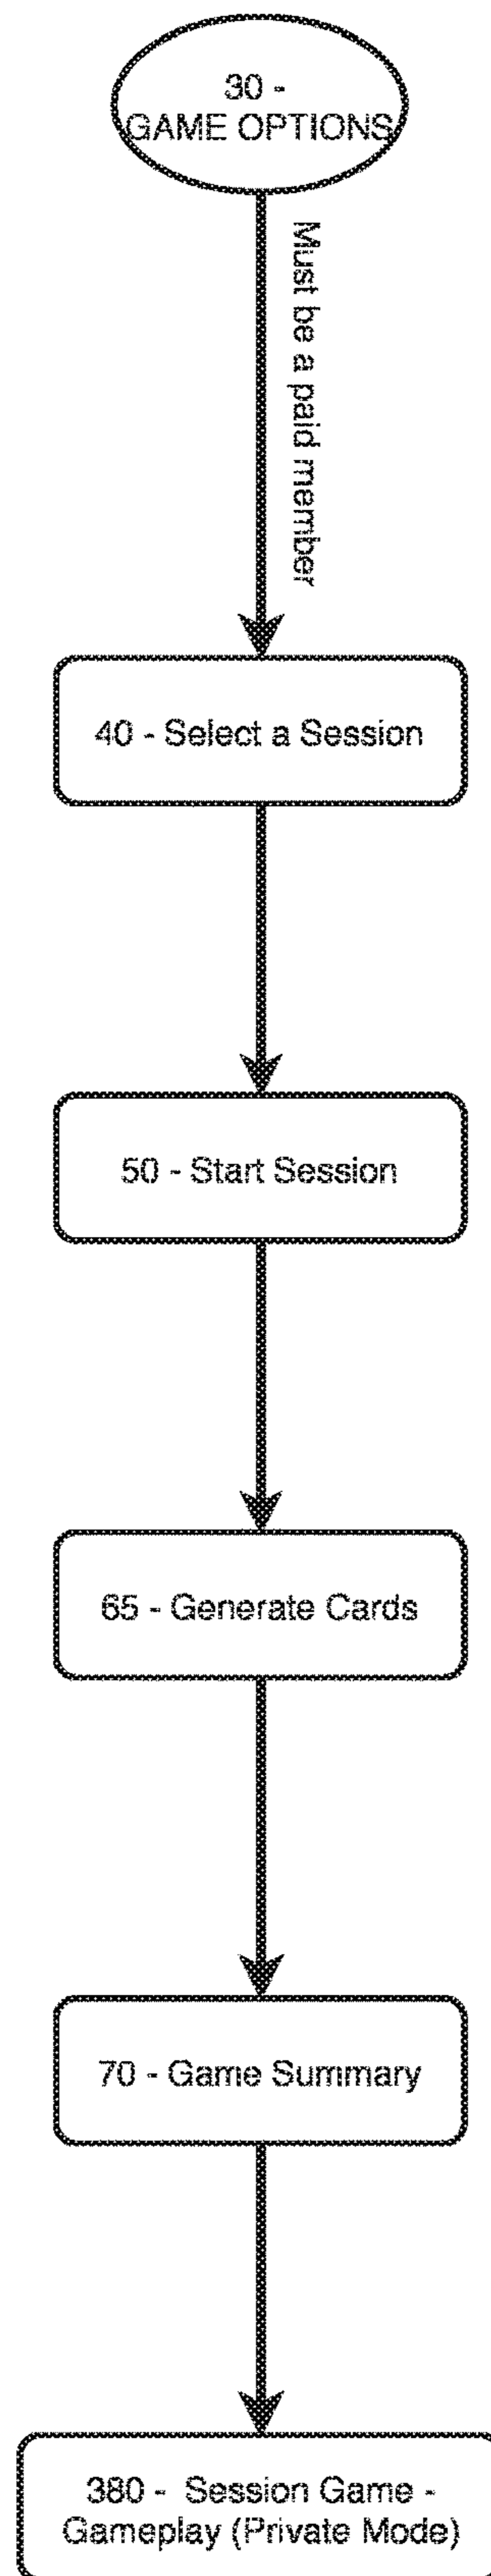 30 -
GAME OPTIONS
Must be a paid member
40 - Select a Session
50 - Start Session
65 - Generate Cards
70 - Game Summary
380 - Session Game -
Gameplay (Private Mode)